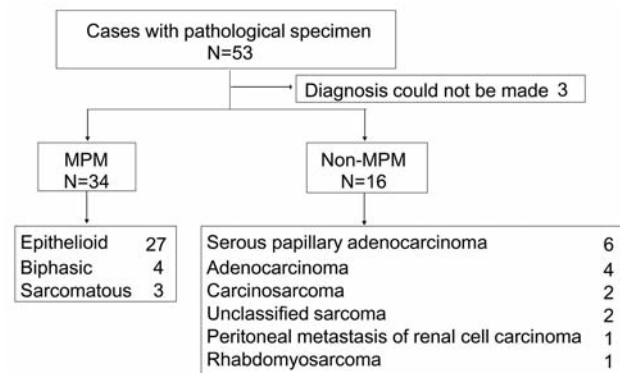 Cases with pathological specimen
N=53
Diagnosis could not be made 3
MPM
N=34
Non-MPM
N=16
Epithelioid 27
Biphasic 4
Sarcomatous 3
Serous papillary adenocarcinoma 6
Adenocarcinoma 4
Carcinosarcoma 2
Unclassified sarcoma 2
Peritoneal metastasis of renal cell carcinoma 1
Rhabdomyosarcoma 1